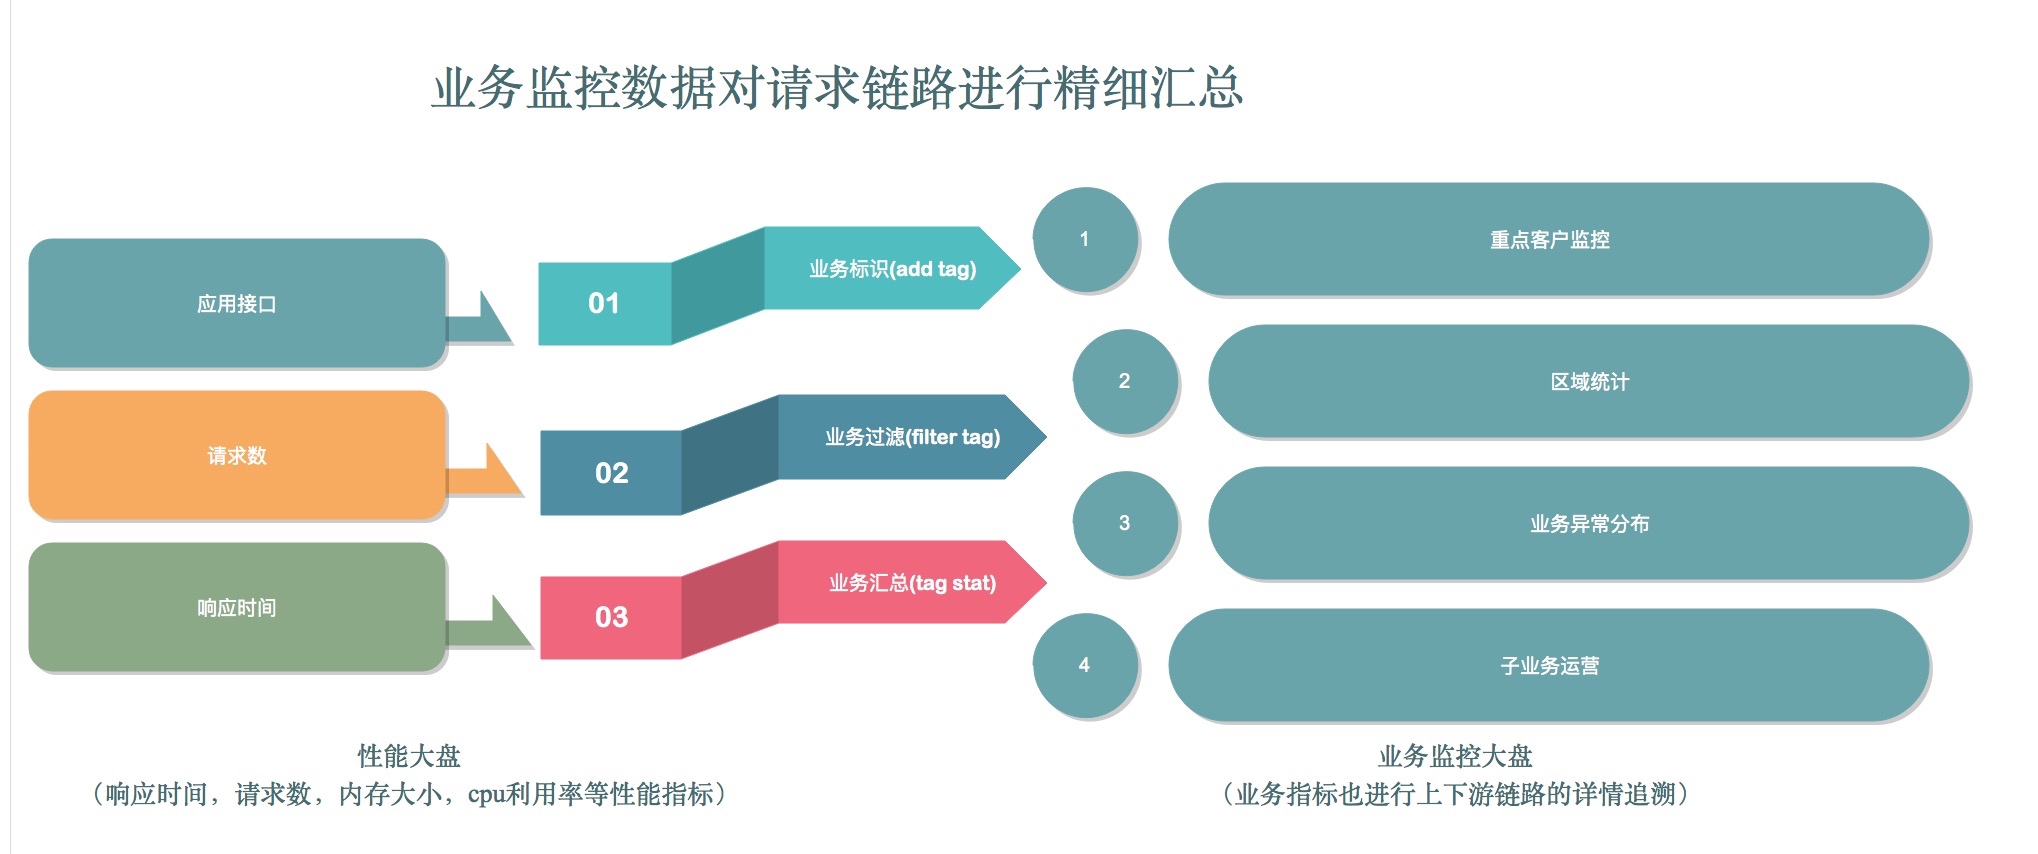 业务监控数据对请求链路进行精细汇总
应用接口
请求数
响应时间
01
业务标识(add tag)
02
业务过滤(filter tag)
03
业务汇总(tag stat)
1
重点客户监控
2
区域统计
3
业务异常分布
4
子业务运营
性能大盘
（响应时间，请求数，内存大小，cpu利用率等性能指标）
业务监控大盘
（业务指标也进行上下游链路的详情追溯）